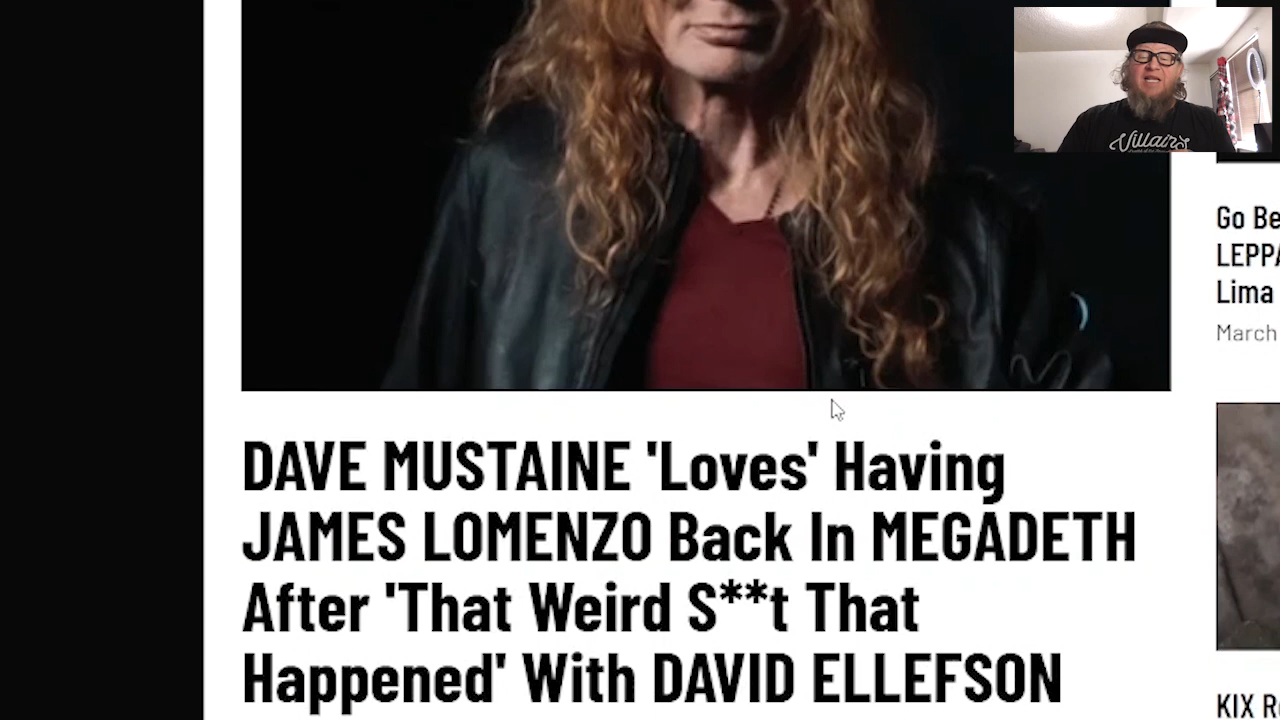 Villains
Go Be
LEPPA
Lima
March
DAVE MUSTAINE 'Loves' Having
JAMES LOMENZO Back In MEGADETH
After 'That Weird S**t That
Happened' With DAVID ELLEFSON
KIX R